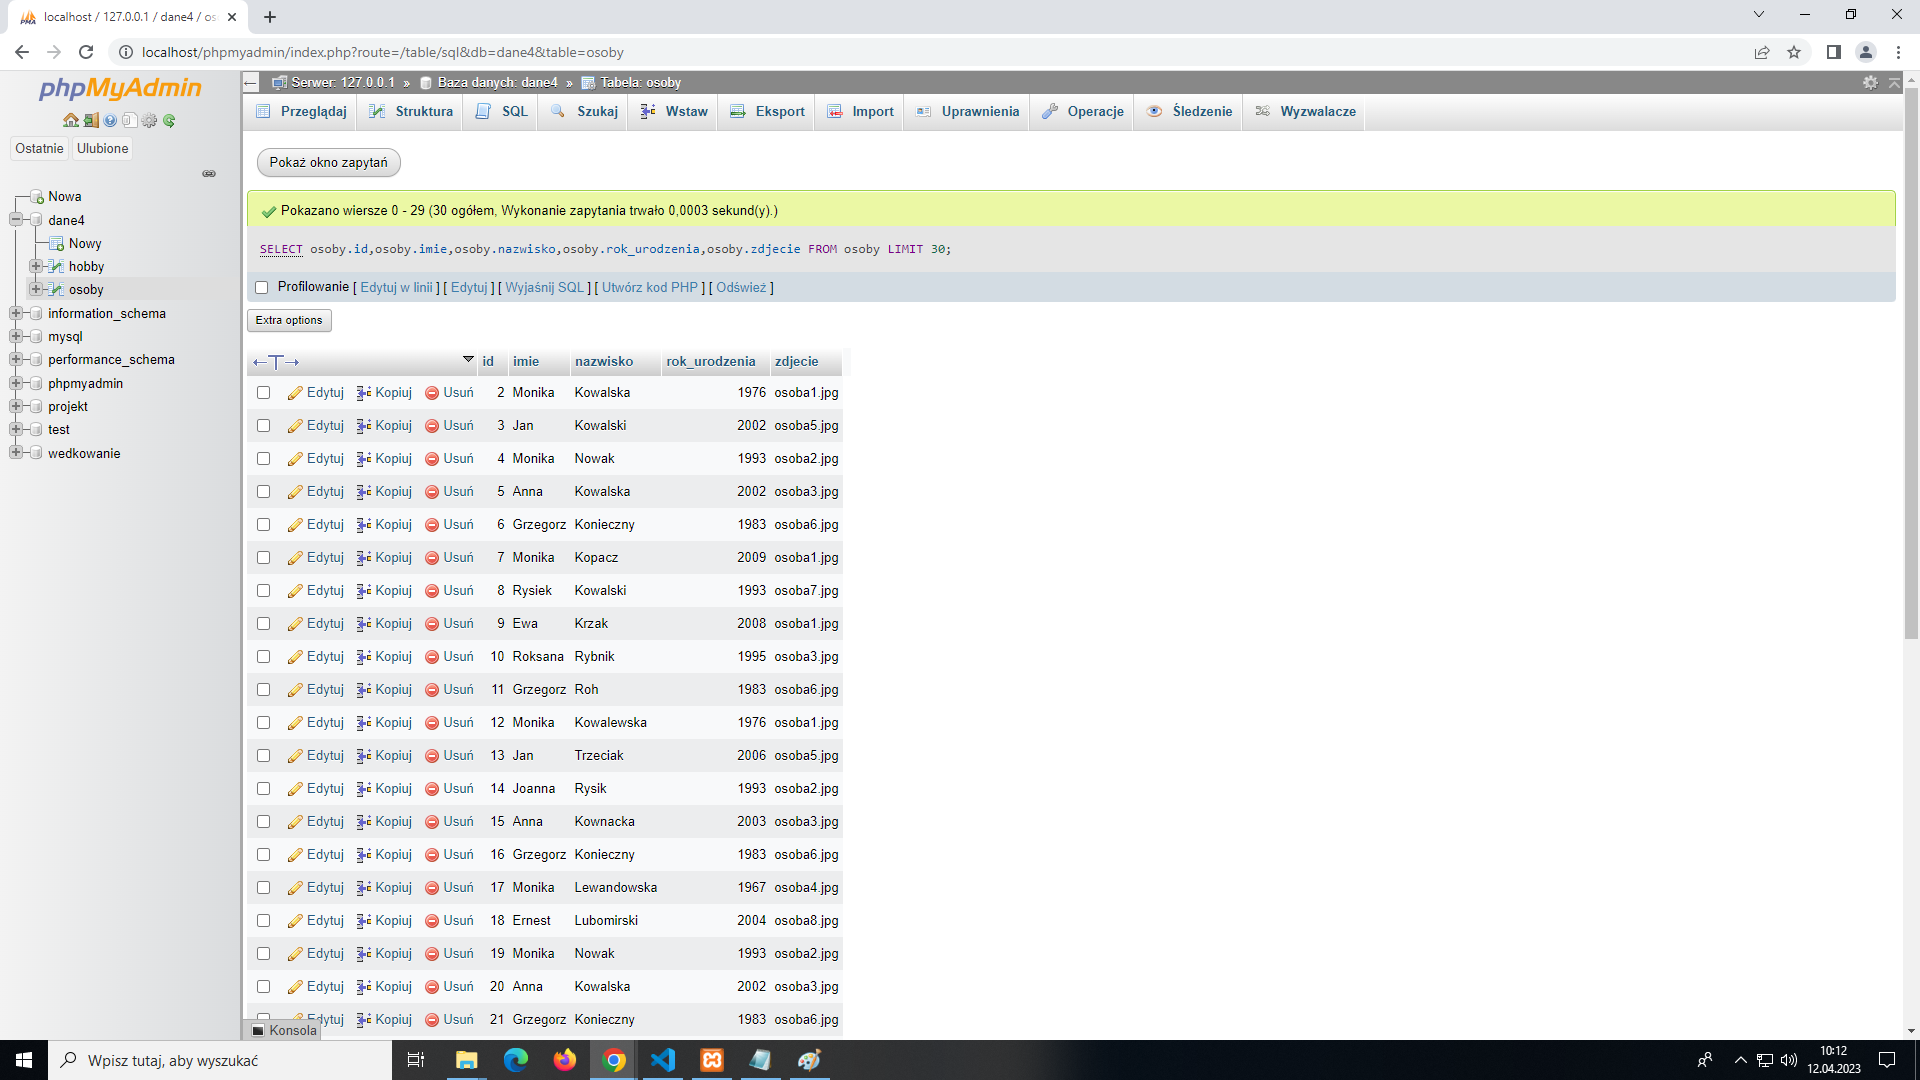 localhost / 127.0.0.1 / dane4 / os
localhost/phpmyadmin/index.php?route=/table/sql&db=dane4&table=osoby
phpMyAdmin
Ostatnie Ulubione
Nowa
dane4
Nowy
hobby
osoby
information_schema
mysql
performance_schema
phpmyadmin
projekt
test
wedkowanie
Serwer: 127.0.0.1 » Baza danych: dane4 » Tabela: osoby
Przeglądaj Struktura SQL Szukaj Wstaw Eksport Import Uprawnienia Operacje Śledzenie Wyzwalacze
Pokaż okno zapytań
Pokazano wiersze 0 - 29 (30 ogółem, Wykonanie zapytania trwało 0,0003 sekund(y).)
SELECT osoby.id,osoby.imie,osoby.nazwisko,osoby.rok_urodzenia,osoby.zdjecie FROM osoby LIMIT 30;
Profilowanie [ Edytuj w linii ] [ Edytuj ] [ Wyjaśnij SQL ] [ Utwórz kod PHP ] [ Odśwież ]
Extra options
←T→ id imie nazwisko rok_urodzenia zdjecie
Edytuj Kopiuj Usuń 2 Monika Kowalska 1976 osoba1.jpg
Edytuj Kopiuj Usuń 3 Jan Kowalski 2002 osoba5.jpg
Edytuj Kopiuj Usuń 4 Monika Nowak 1993 osoba2.jpg
Edytuj Kopiuj Usuń 5 Anna Kowalska 2002 osoba3.jpg
Edytuj Kopiuj Usuń 6 Grzegorz Konieczny 1983 osoba6.jpg
Edytuj Kopiuj Usuń 7 Monika Kopacz 2009 osoba1.jpg
Edytuj Kopiuj Usuń 8 Rysiek Kowalski 1993 osoba7.jpg
Edytuj Kopiuj Usuń 9 Ewa Krzak 2008 osoba1.jpg
Edytuj Kopiuj Usuń 10 Roksana Rybnik 1995 osoba3.jpg
Edytuj Kopiuj Usuń 11 Grzegorz Roh 1983 osoba6.jpg
Edytuj Kopiuj Usuń 12 Monika Kowalewska 1976 osoba1.jpg
Edytuj Kopiuj Usuń 13 Jan Trzeciak 2006 osoba5.jpg
Edytuj Kopiuj Usuń 14 Joanna Rysik 1993 osoba2.jpg
Edytuj Kopiuj Usuń 15 Anna Kownacka 2003 osoba3.jpg
Edytuj Kopiuj Usuń 16 Grzegorz Konieczny 1983 osoba6.jpg
Edytuj Kopiuj Usuń 17 Monika Lewandowska 1967 osoba4.jpg
Edytuj Kopiuj Usuń 18 Ernest Lubomirski 2004 osoba8.jpg
Edytuj Kopiuj Usuń 19 Monika Nowak 1993 osoba2.jpg
Edytuj Kopiuj Usuń 20 Anna Kowalska 2002 osoba3.jpg
Edytuj Kopiuj Usuń 21 Grzegorz Konieczny 1983 osoba6.jpg
Konsola
Wpisz tutaj, aby wyszukać
10:12
12.04.2023